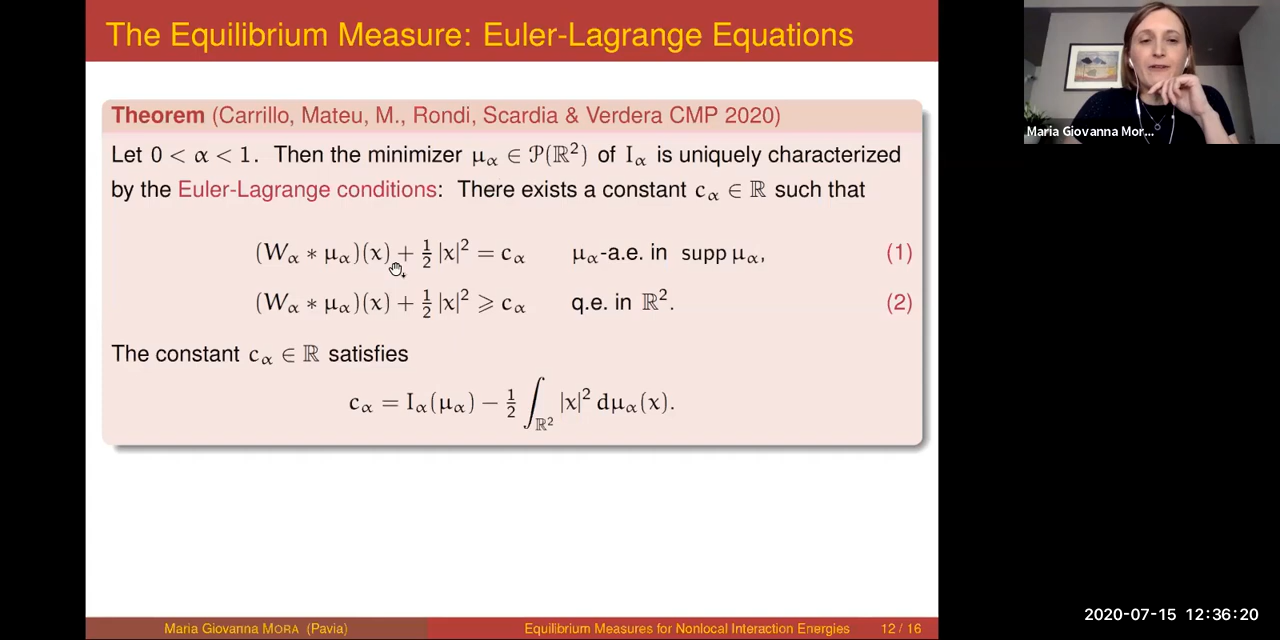 The Equilibrium Measure: Euler-Lagrange Equations
Theorem (Carrillo, Mateu, M., Rondi, Scardia & Verdera CMP 2020)
Let 0 < α < 1. Then the minimizer μ_α ∈ 𝒫(ℝ²) of I_α is uniquely characterized
by the Euler-Lagrange conditions: There exists a constant c_α ∈ ℝ such that
(W_α ∗ μ_α)(x) + ½ |x|² = c_α μ_α-a.e. in supp μ_α, (1)
(W_α ∗ μ_α)(x) + ½ |x|² ⩾ c_α q.e. in ℝ². (2)
The constant c_α ∈ ℝ satisfies
c_α = I_α(μ_α) − ½ ∫_ℝ² |x|² dμ_α(x).
Maria Giovanna MORA (Pavia) Equilibrium Measures for Nonlocal Interaction Energies 12 / 16
Maria Giovanna Mor...
2020-07-15 12:36:20